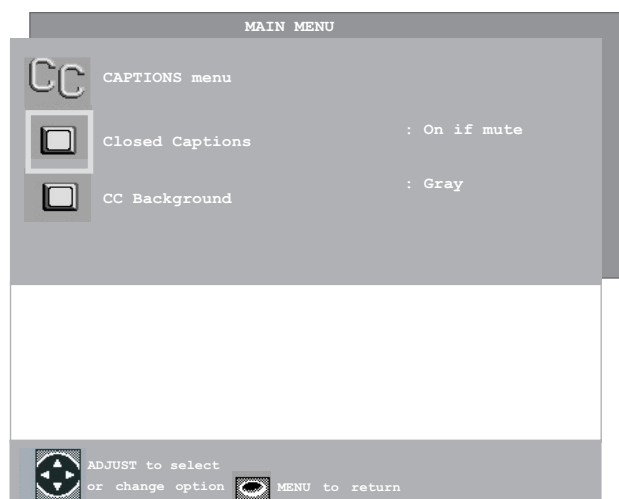 MAIN MENU
CC CAPTIONS menu
Closed Captions : On if mute
CC Background : Gray
ADJUST to select
or change option MENU to return